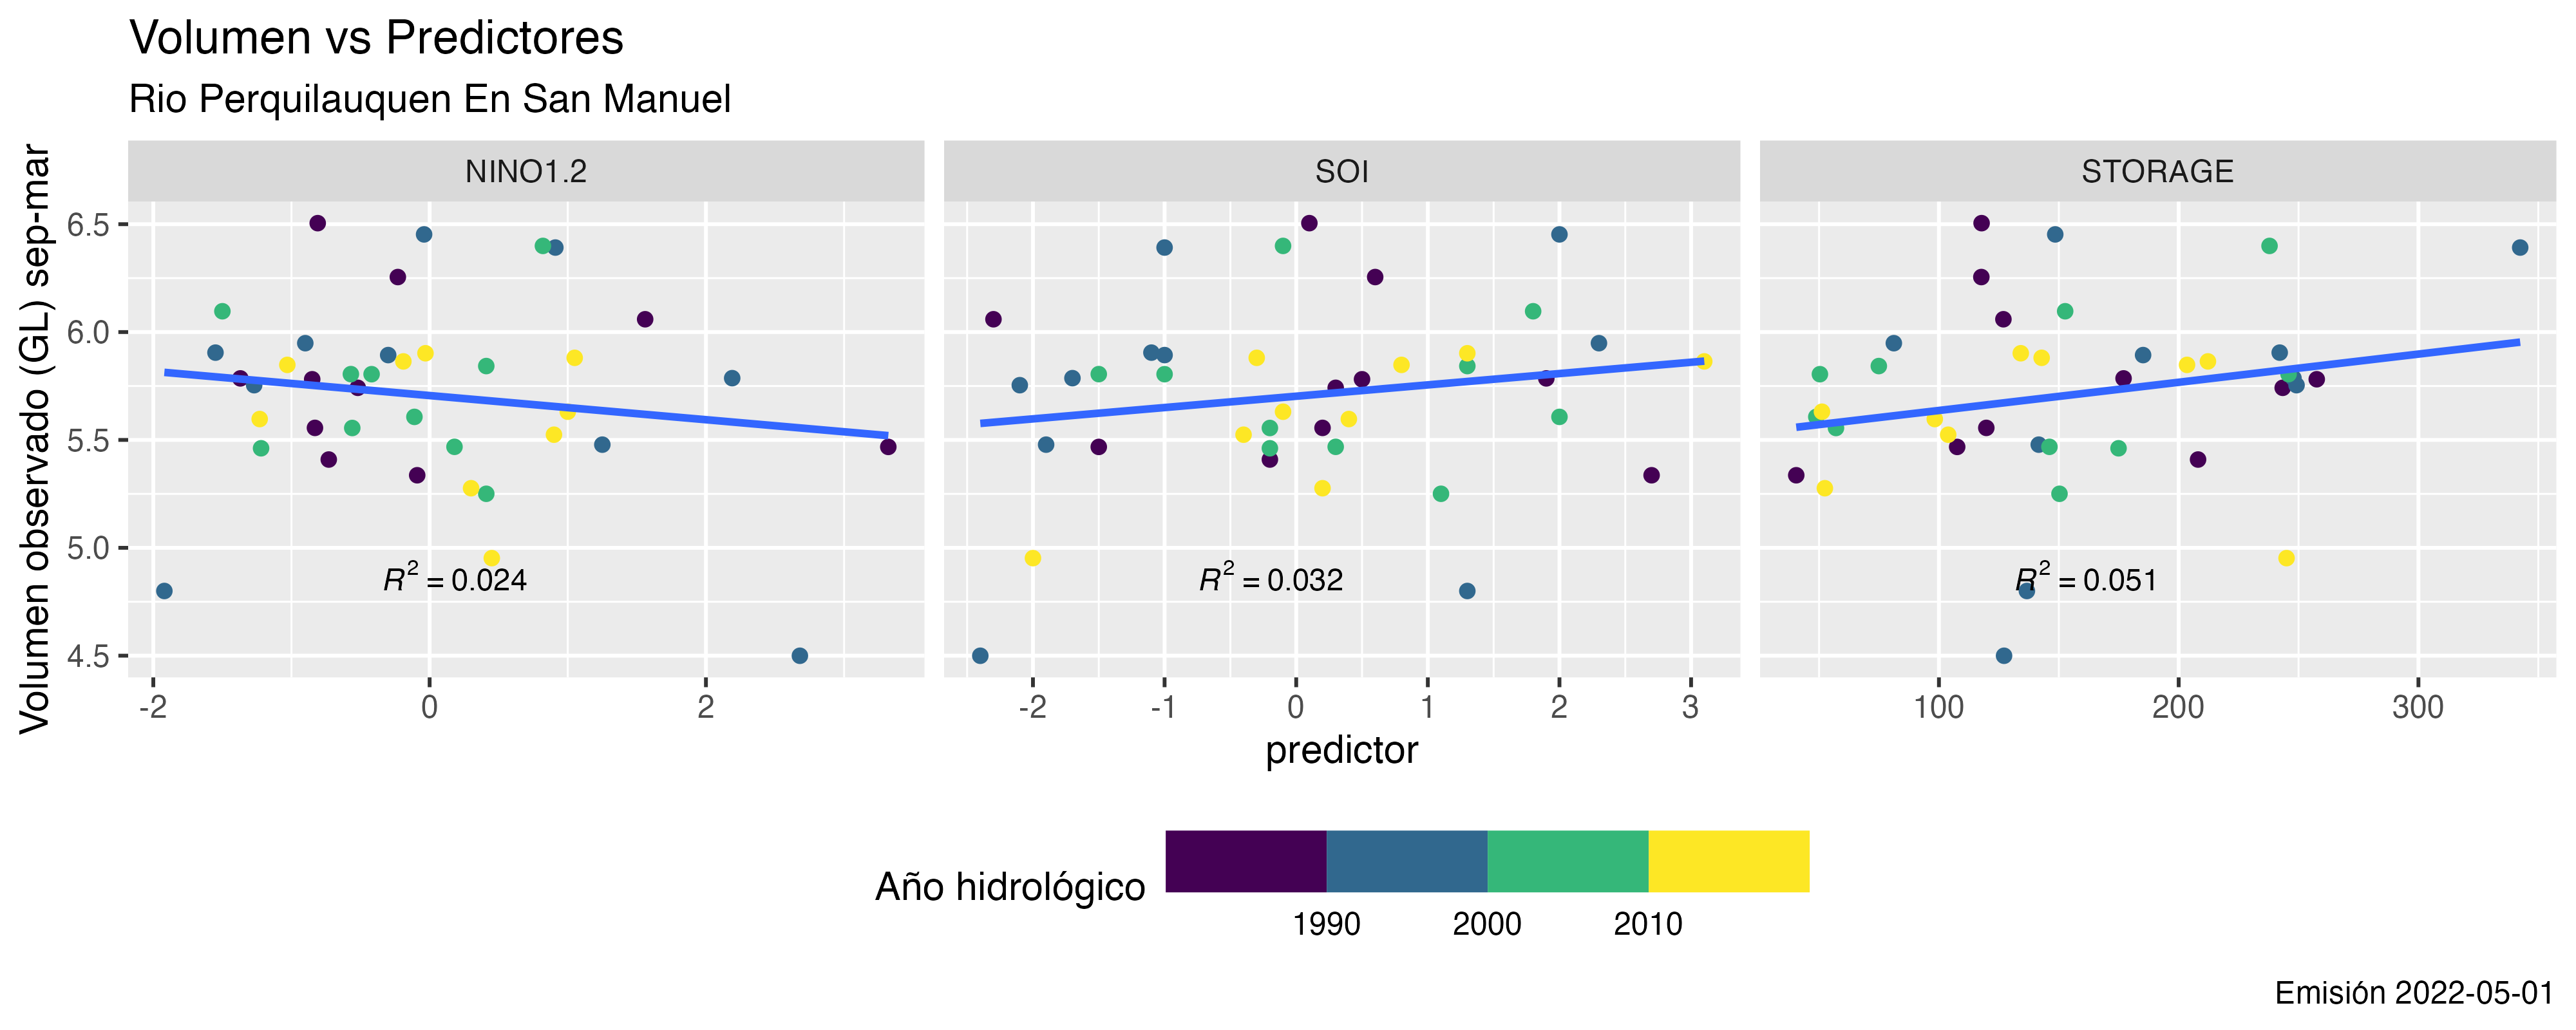 Volumen vs Predictores
Rio Perquilauquen En San Manuel
NINO1.2 SOI STORAGE
Volumen observado (GL) sep-mar
6.5
6.0
5.5
5.0
4.5
R² = 0.024 R² = 0.032 R² = 0.051
-2 0 2 -2 -1 0 1 2 3 100 200 300
predictor
Año hidrológico
1990 2000 2010
Emisión 2022-05-01